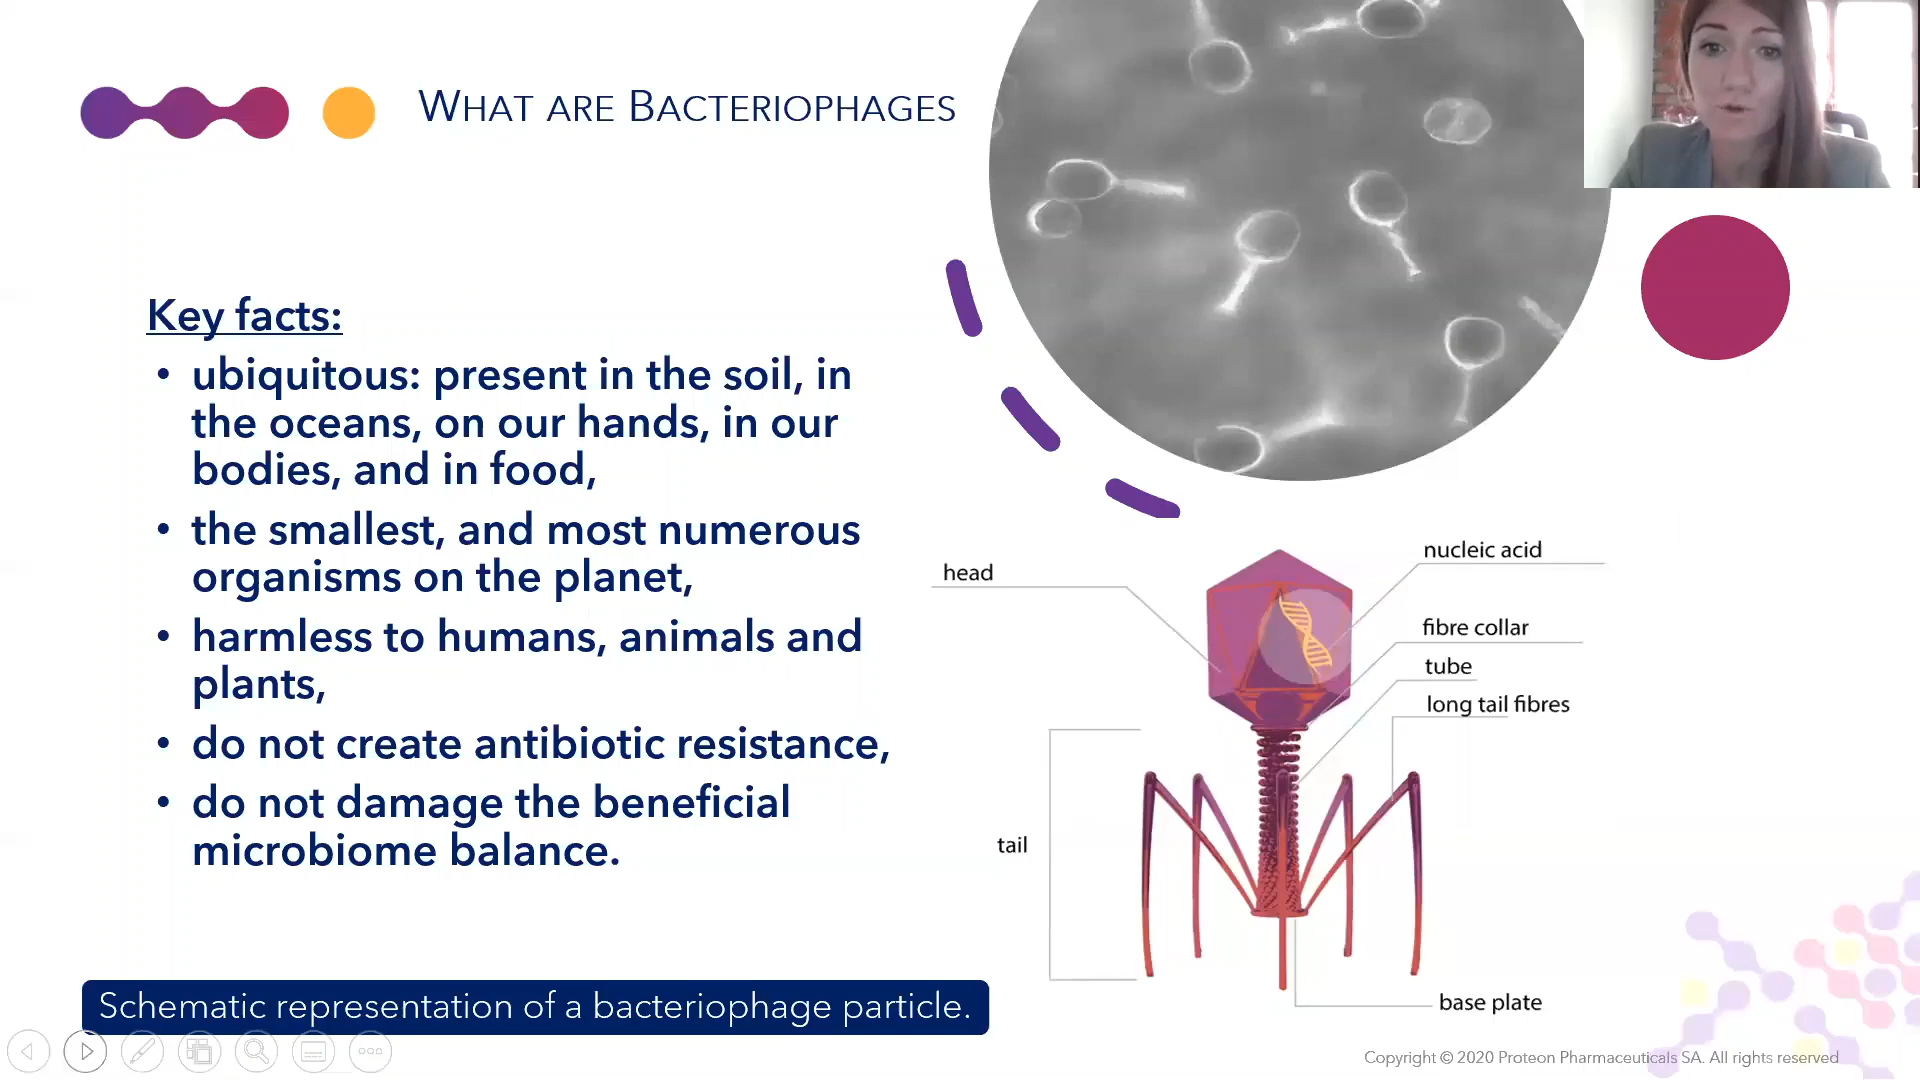 WHAT ARE BACTERIOPHAGES
Key facts:
• ubiquitous: present in the soil, in
the oceans, on our hands, in our
bodies, and in food,
• the smallest, and most numerous
organisms on the planet,
• harmless to humans, animals and
plants,
• do not create antibiotic resistance,
• do not damage the beneficial
microbiome balance.
head
nucleic acid
fibre collar
tube
long tail fibres
tail
base plate
Schematic representation of a bacteriophage particle.
Copyright © 2020 Proteon Pharmaceuticals SA. All rights reserved